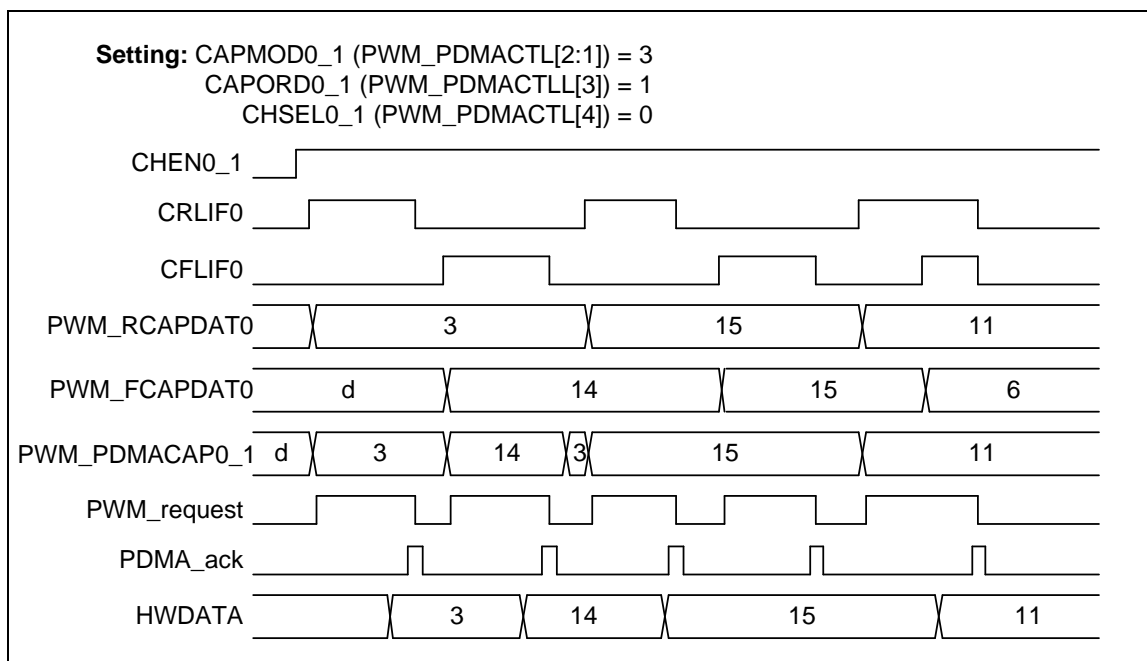 Setting: CAPMOD0_1 (PWM_PDMACTL[2:1]) = 3
CAPORD0_1 (PWM_PDMACTLL[3]) = 1
CHSEL0_1 (PWM_PDMACTL[4]) = 0
CHEN0_1
CRLIF0
CFLIF0
PWM_RCAPDAT0 3 15 11
PWM_FCAPDAT0 d 14 15 6
PWM_PDMACAP0_1 d 3 14 3 15 11
PWM_request
PDMA_ack
HWDATA 3 14 15 11